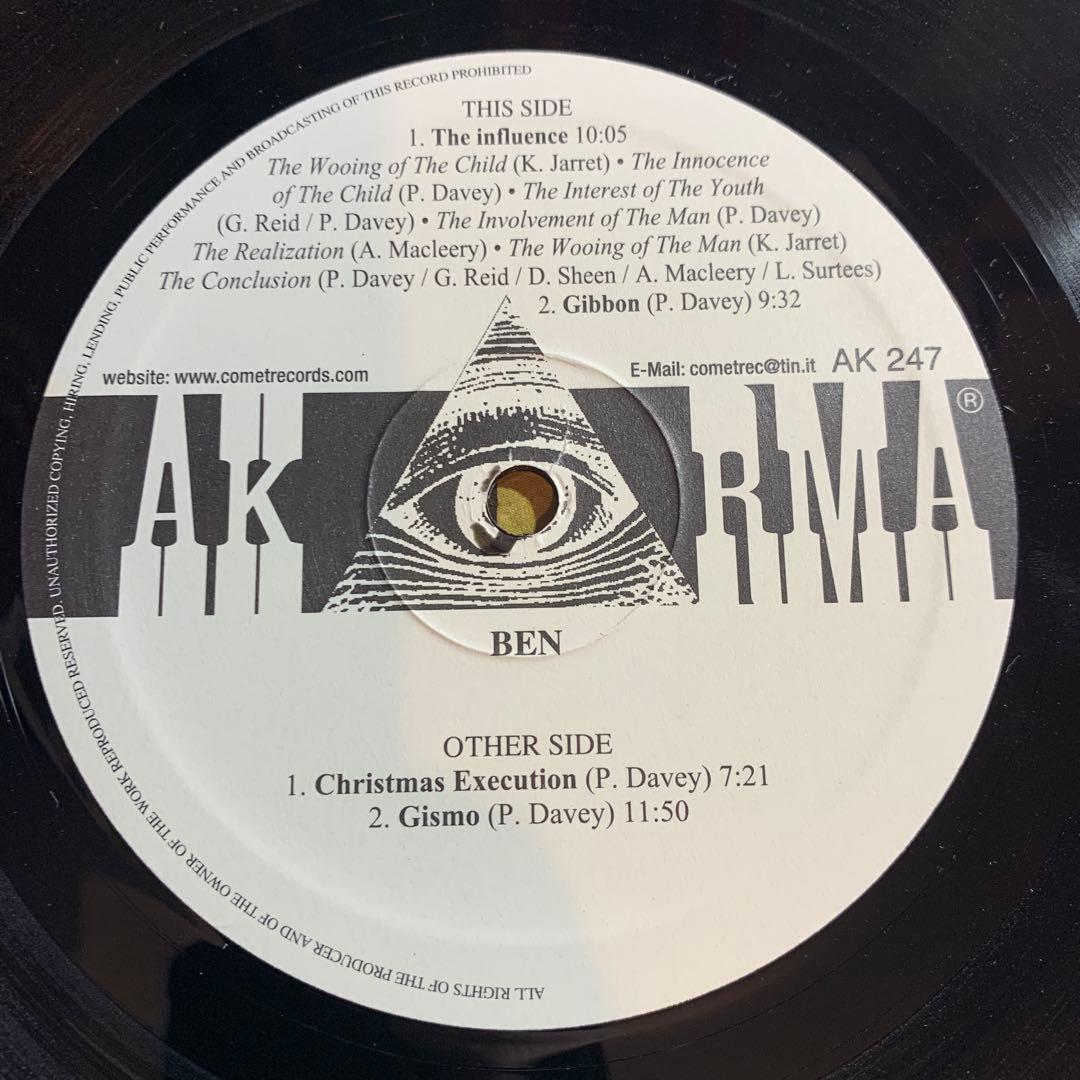 THIS SIDE
1. The influence 10:05
The Wooing of The Child (K. Jarret) • The Innocence
of The Child (P. Davey) • The Interest of The Youth
(G. Reid / P. Davey) • The Involvement of The Man (P. Davey)
The Realization (A. Macleery) • The Wooing of The Man (K. Jarret)
The Conclusion (P. Davey / G. Reid / D. Sheen / A. Macleery / L. Surtees)
2. Gibbon (P. Davey) 9:32
website: www.cometrecords.com
E-Mail: cometrec@tin.it AK 247
AKARMA ®
BEN
OTHER SIDE
1. Christmas Execution (P. Davey) 7:21
2. Gismo (P. Davey) 11:50
ALL RIGHTS OF THE PRODUCER AND OF THE OWNER OF THE WORK REPRODUCED RESERVED. UNAUTHORIZED COPYING, HIRING, LENDING, PUBLIC PERFORMANCE AND BROADCASTING OF THIS RECORD PROHIBITED